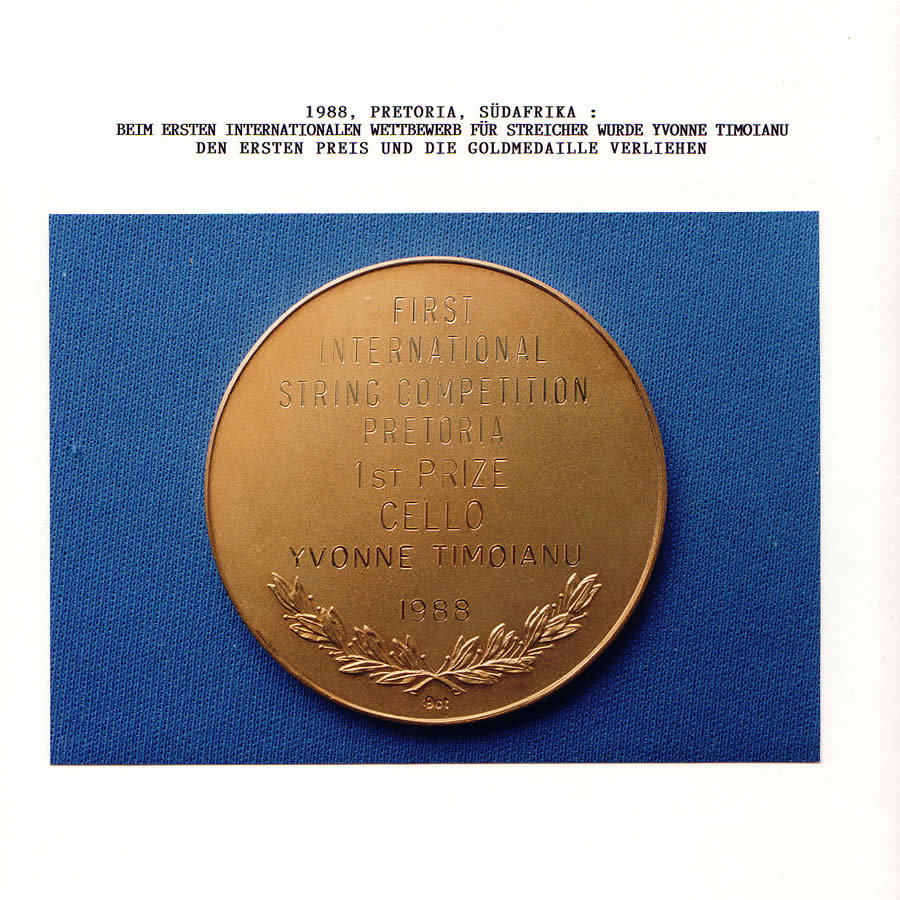 1988, PRETORIA, SÜDAFRIKA :
BEIM ERSTEN INTERNATIONALEN WETTBEWERB FÜR STREICHER WURDE YVONNE TIMOIANU
DEN ERSTEN PREIS UND DIE GOLDMEDAILLE VERLIEHEN
FIRST
INTERNATIONAL
STRING COMPETITION
PRETORIA
1ST PRIZE
CELLO
YVONNE TIMOIANU
1988